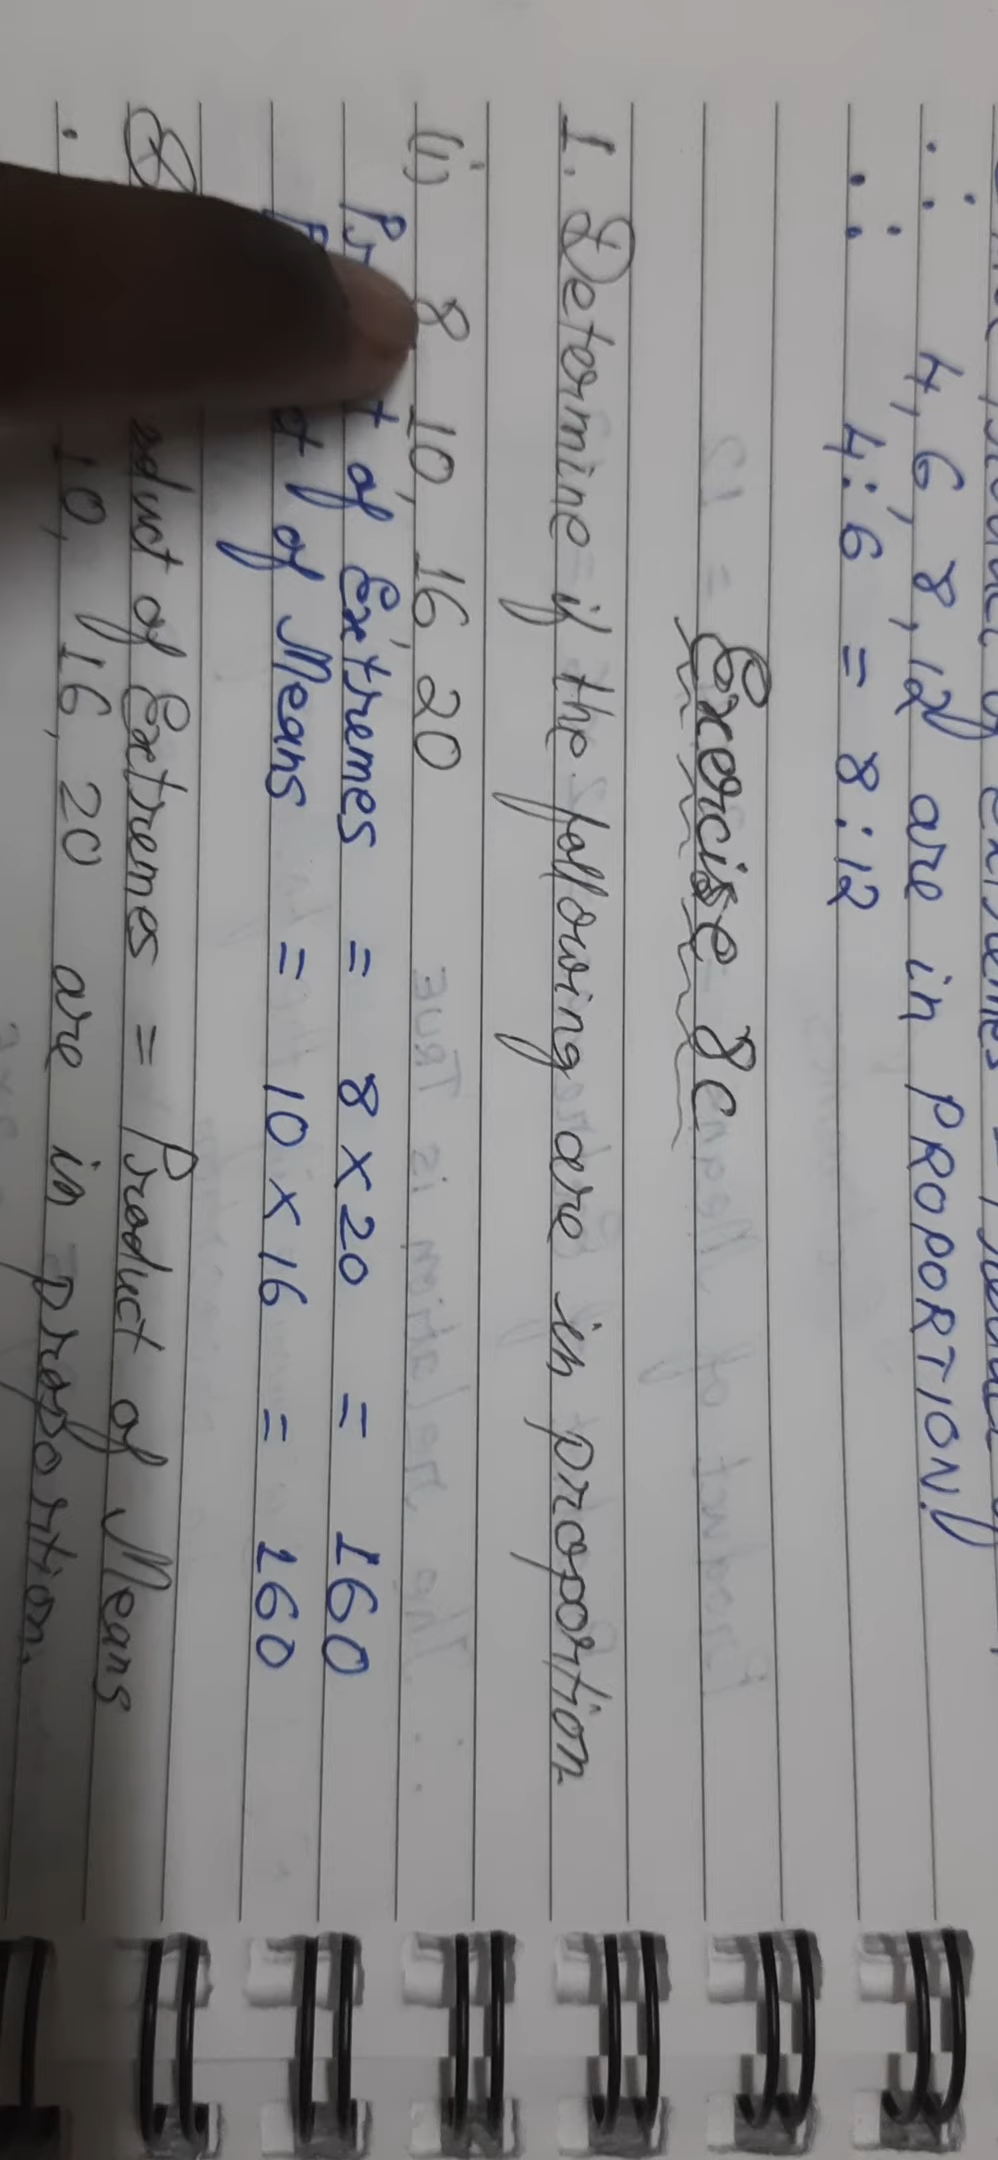 ∴ 4, 6, 8, 12 are in PROPORTION!
∴ 4:6 = 8:12
Exercise 8c
1. Determine if the following are in proportion
(i) 8 10, 16 20
of Extremes = 8 × 20 = 160
of Means = 10 × 16 = 160
of Extremes = Product of Means
10, 16, 20 are in proportion.